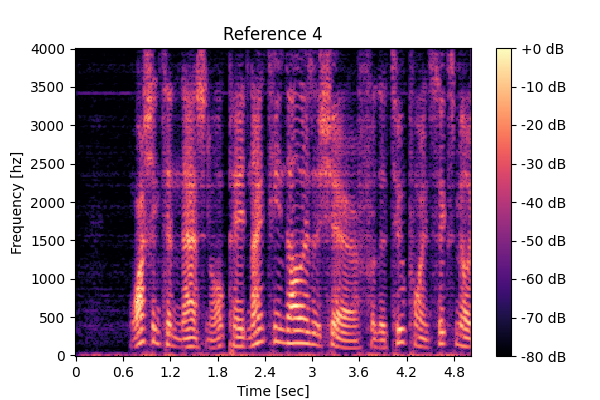 Reference 4
4000
3500
3000
2500
2000
1500
1000
500
0
Frequency [hz]
0 0.6 1.2 1.8 2.4 3 3.6 4.2 4.8
Time [sec]
+0 dB
-10 dB
-20 dB
-30 dB
-40 dB
-50 dB
-60 dB
-70 dB
-80 dB